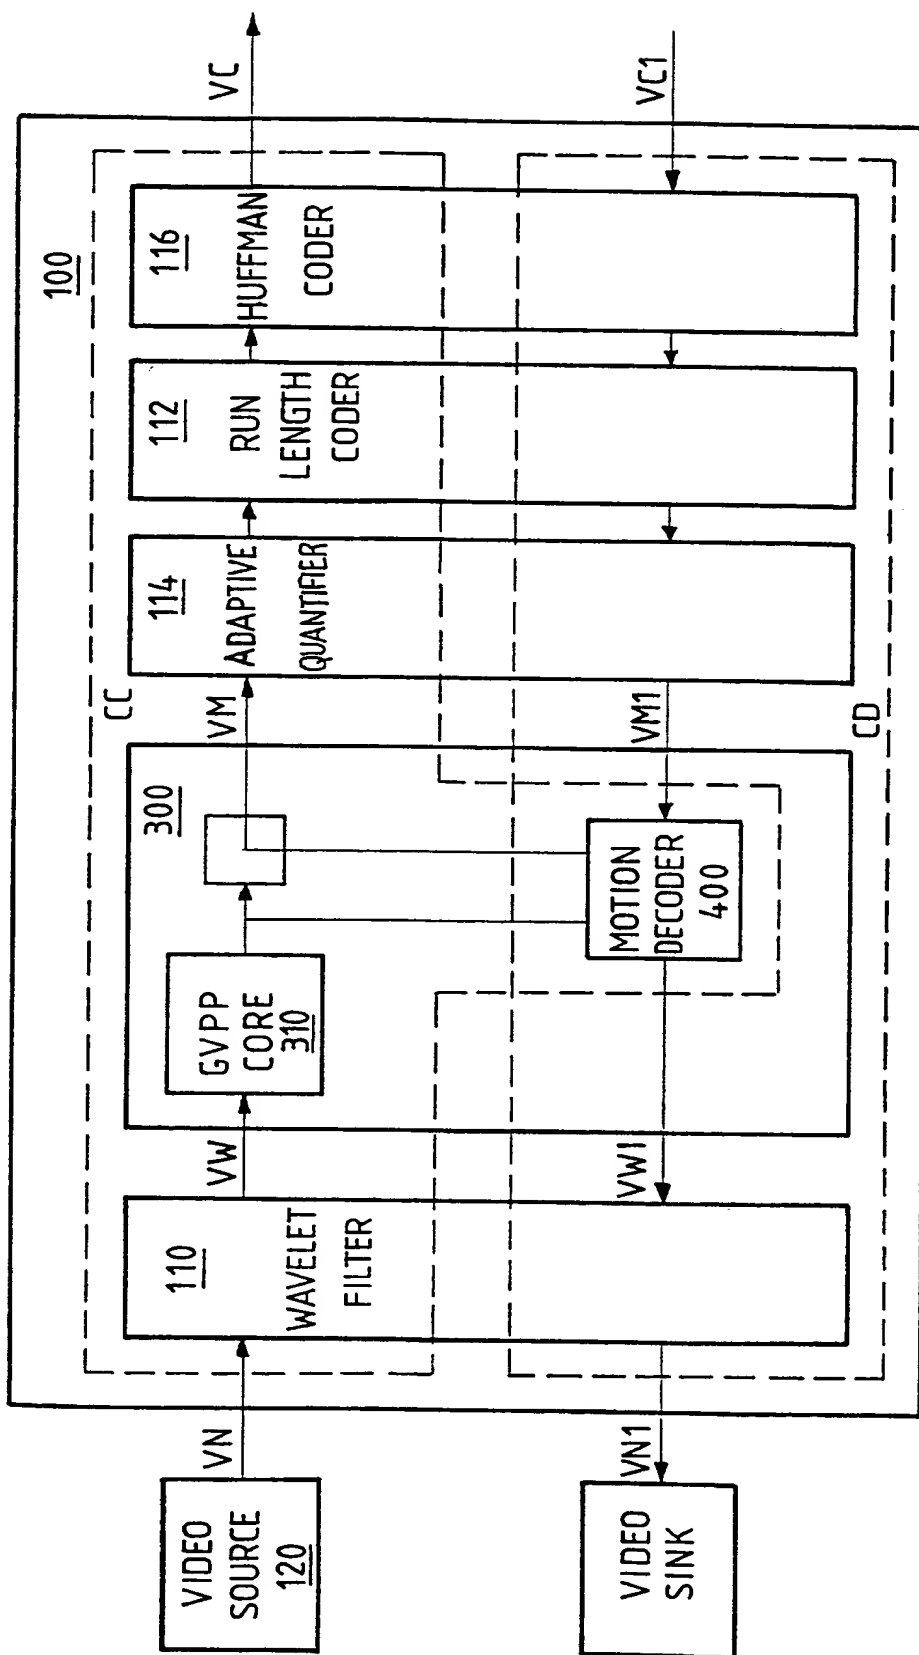 100
VIDEO
SOURCE
120
VN
110
WAVELET
FILTER
VW
300
GVPP
CORE
310
VM
CC
114
ADAPTIVE
QUANTIFIER
112
RUN
LENGTH
CODER
116
HUFFMAN
CODER
VC
VIDEO
SINK
VN1
VW1
MOTION
DECODER
400
VM1
CD
VC1